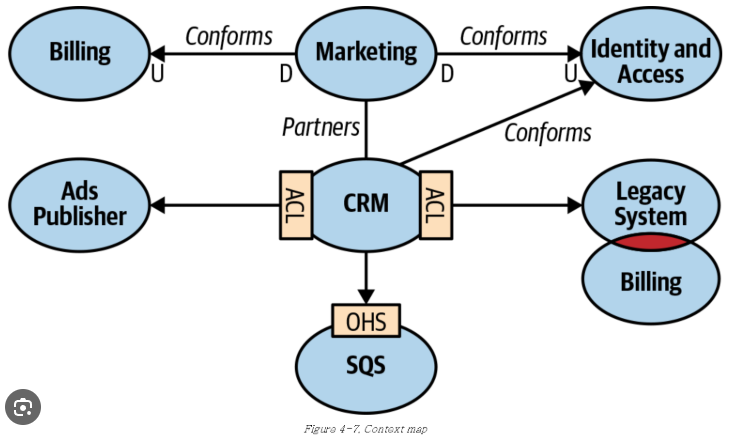 Conforms
Conforms
Billing
Marketing
Identity and
Access
U
D
D
U
Partners
Conforms
Ads
Publisher
ACL
CRM
ACL
Legacy
System
Billing
OHS
SQS
Figure 4-7. Context map